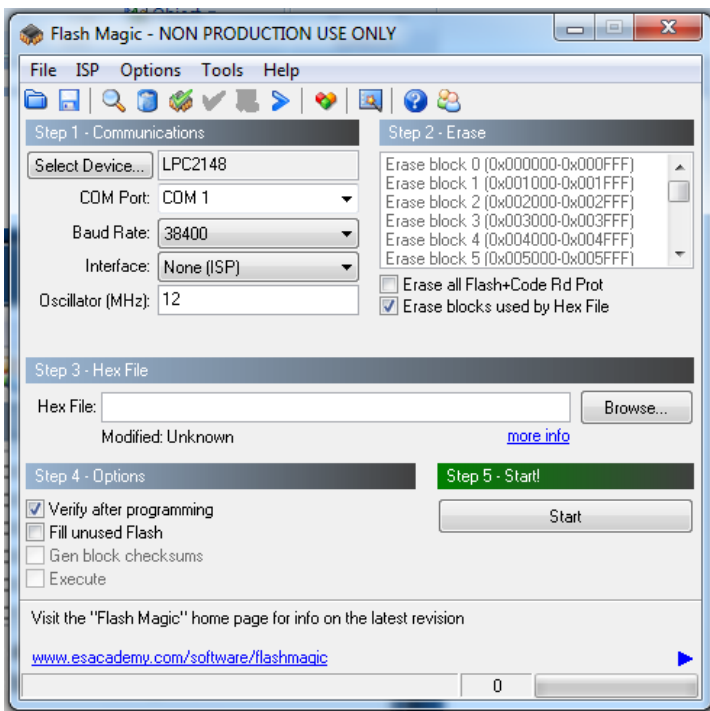 Flash Magic - NON PRODUCTION USE ONLY
File ISP Options Tools Help
Step 1 - Communications
Select Device... LPC2148
COM Port: COM 1
Baud Rate: 38400
Interface: None (ISP)
Oscillator (MHz): 12
Step 2 - Erase
Erase block 0 (0x000000-0x000FFF)
Erase block 1 (0x001000-0x001FFF)
Erase block 2 (0x002000-0x002FFF)
Erase block 3 (0x003000-0x003FFF)
Erase block 4 (0x004000-0x004FFF)
Erase block 5 (0x005000-0x005FFF)
Erase all Flash+Code Rd Prot
Erase blocks used by Hex File
Step 3 - Hex File
Hex File: Browse...
Modified: Unknown more info
Step 4 - Options
Verify after programming
Fill unused Flash
Gen block checksums
Execute
Step 5 - Start!
Start
Visit the "Flash Magic" home page for info on the latest revision
www.esacademy.com/software/flashmagic
0